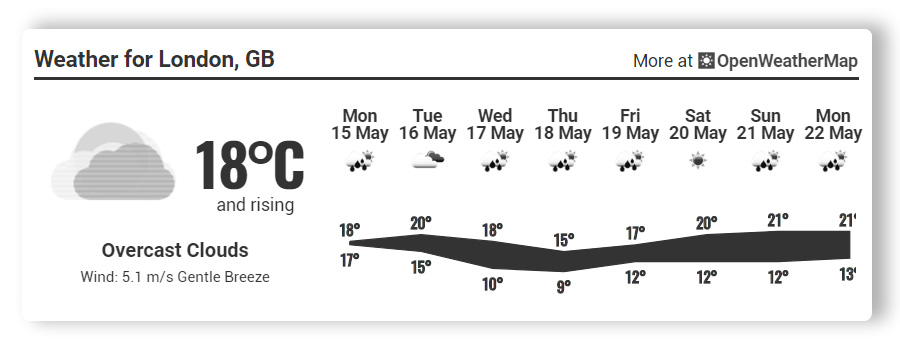 Weather for London, GB
More at OpenWeatherMap
18°C
and rising
Overcast Clouds
Wind: 5.1 m/s Gentle Breeze
Mon Tue Wed Thu Fri Sat Sun Mon
15 May 16 May 17 May 18 May 19 May 20 May 21 May 22 May
18° 20° 18° 15° 17° 20° 21° 21°
17° 15° 10° 9° 12° 12° 12° 13°